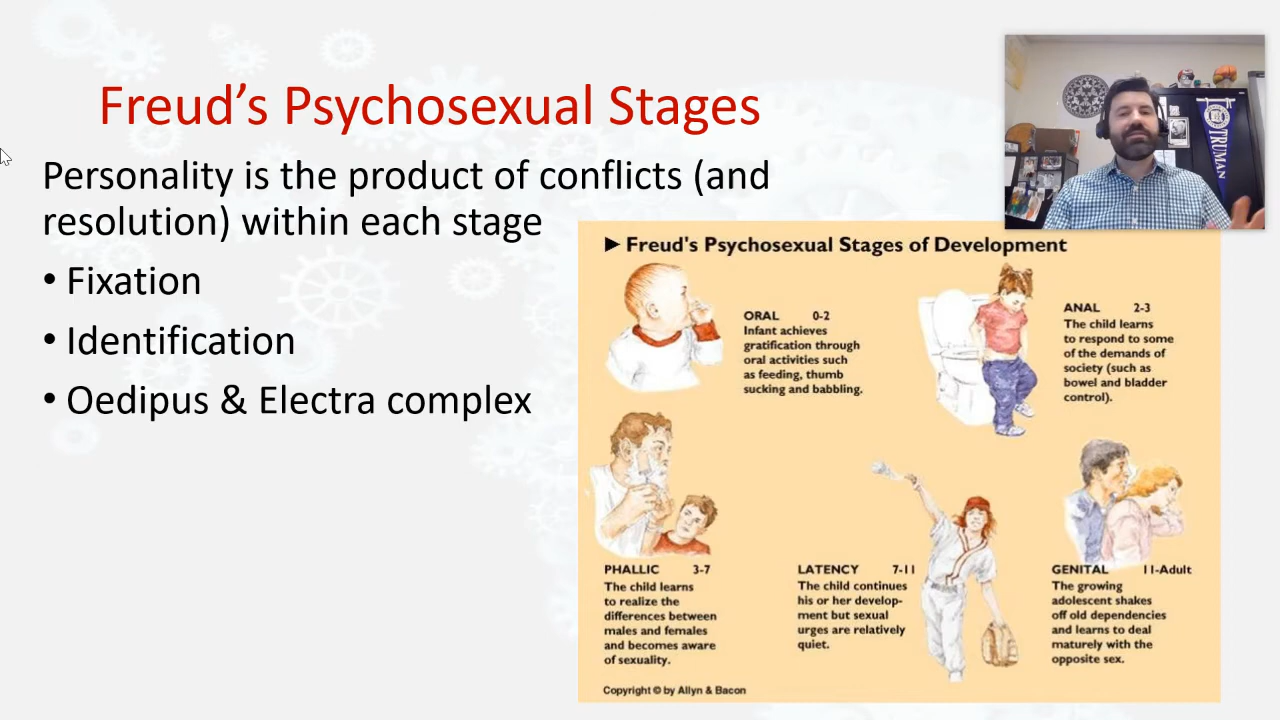 Freud's Psychosexual Stages
Personality is the product of conflicts (and
resolution) within each stage
• Fixation
• Identification
• Oedipus & Electra complex
TRUMAN
► Freud's Psychosexual Stages of Development
ORAL 0-2
Infant achieves
gratification through
oral activities such
as feeding, thumb
sucking and babbling.
ANAL 2-3
The child learns
to respond to some
of the demands of
society (such as
bowel and bladder
control).
PHALLIC 3-7
The child learns
to realize the
differences between
males and females
and becomes aware
of sexuality.
LATENCY 7-11
The child continues
his or her develop-
ment but sexual
urges are relatively
quiet.
GENITAL 11-Adult
The growing
adolescent shakes
off old dependencies
and learns to deal
maturely with the
opposite sex.
Copyright © by Allyn & Bacon